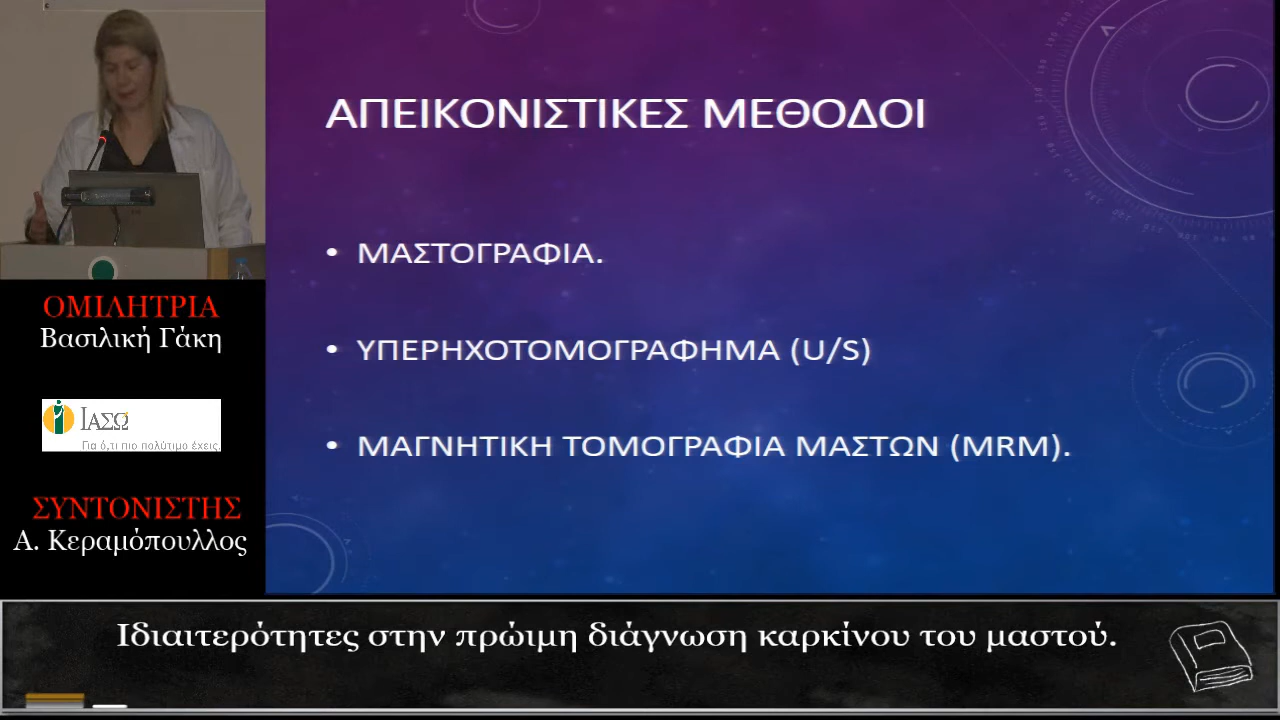 ΑΠΕΙΚΟΝΙΣΤΙΚΕΣ ΜΕΘΟΔΟΙ
• ΜΑΣΤΟΓΡΑΦΙΑ.
• ΥΠΕΡΗΧΟΤΟΜΟΓΡΑΦΗΜΑ (U/S)
• ΜΑΓΝΗΤΙΚΗ ΤΟΜΟΓΡΑΦΙΑ ΜΑΣΤΩΝ (MRM).
ΟΜΙΛΗΤΡΙΑ
Βασιλική Γάκη
ΙΑΣΩ
Για ό,τι πιο πολύτιμο έχεις.
ΣΥΝΤΟΝΙΣΤΗΣ
Α. Κεραμόπουλλος
Ιδιαιτερότητες στην πρώιμη διάγνωση καρκίνου του μαστού.